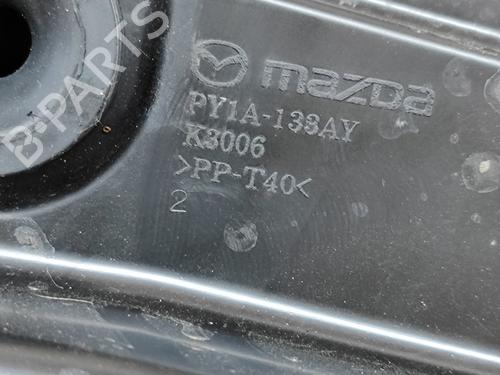 B-PARTS
mazda
PY1A-133AY
K3006
>PP-T40<
2